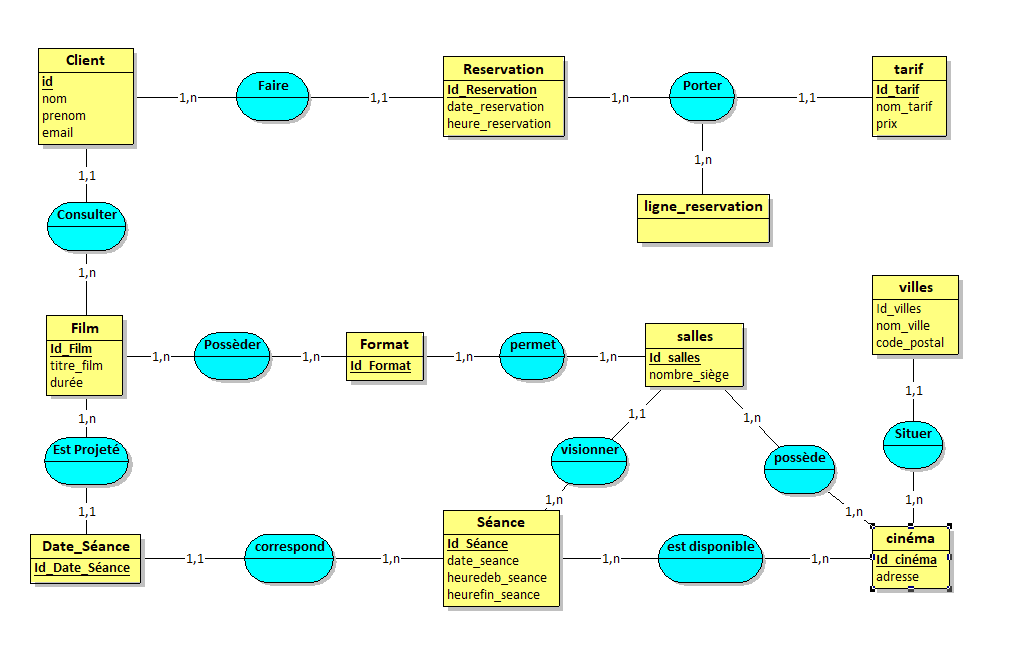 Client
id
nom
prenom
email
1,n
Faire
1,1
Reservation
Id_Reservation
date_reservation
heure_reservation
1,n
Porter
1,1
tarif
Id_tarif
nom_tarif
prix
1,n
ligne_reservation
1,1
Consulter
1,n
Film
Id_Film
titre_film
durée
1,n
Possèder
1,n
Format
Id_Format
1,n
permet
1,n
salles
Id_salles
nombre_siège
villes
Id_villes
nom_ville
code_postal
1,1
Situer
1,n
1,n
Est Projeté
1,1
1,1
visionner
1,n
1,n
possède
1,n
Date_Séance
Id_Date_Séance
1,1
correspond
1,n
Séance
Id_Séance
date_seance
heuredeb_seance
heurefin_seance
1,n
est disponible
1,n
cinéma
Id_cinéma
adresse